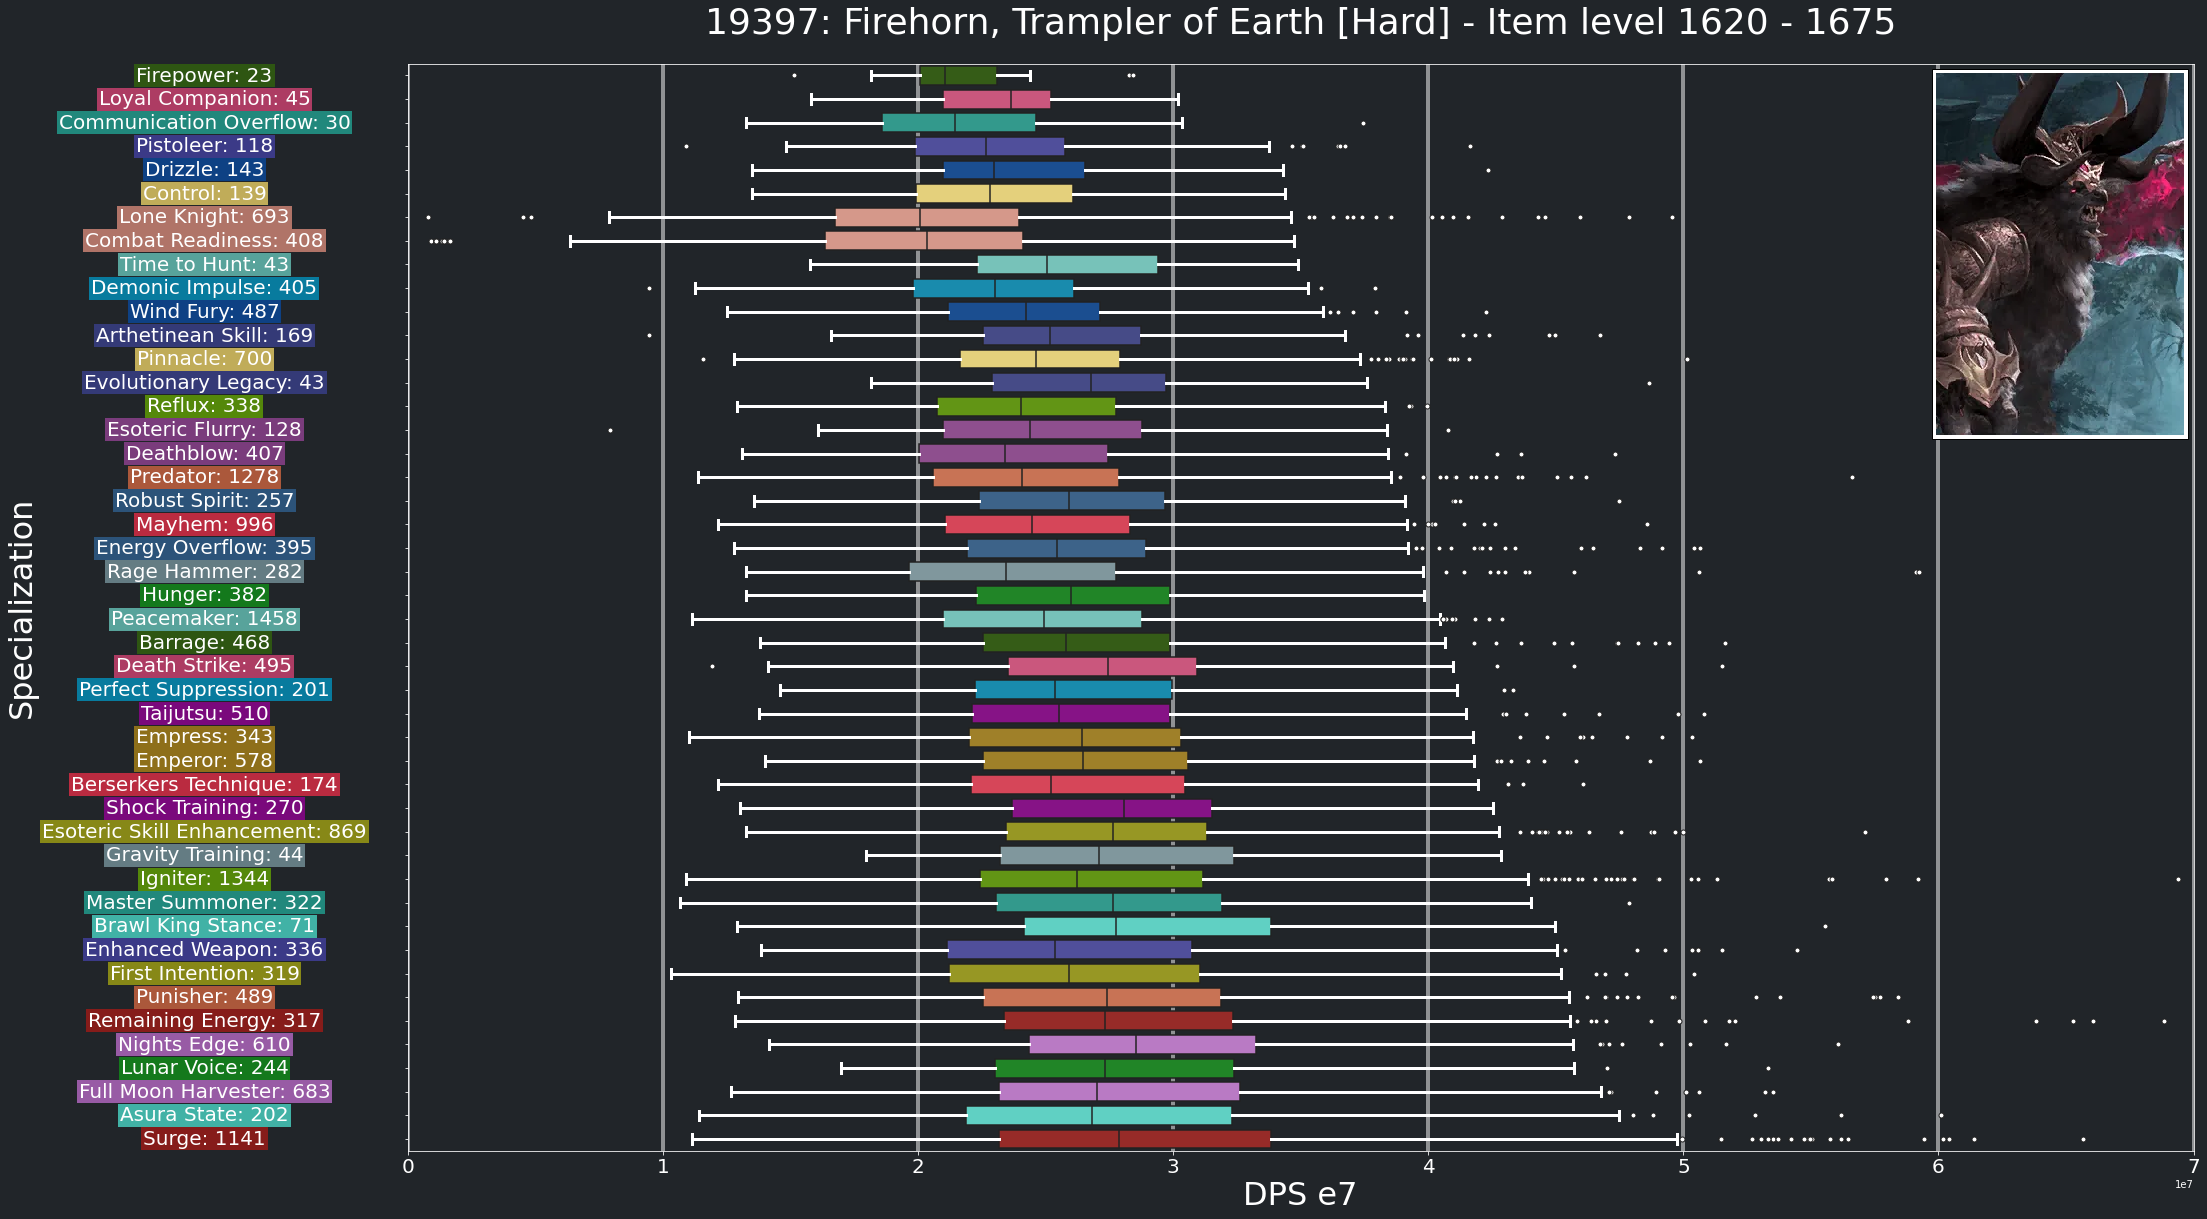 19397: Firehorn, Trampler of Earth [Hard] - Item level 1620 - 1675
Specialization
Firepower: 23
Loyal Companion: 45
Communication Overflow: 30
Pistoleer: 118
Drizzle: 143
Control: 139
Lone Knight: 693
Combat Readiness: 408
Time to Hunt: 43
Demonic Impulse: 405
Wind Fury: 487
Arthetinean Skill: 169
Pinnacle: 700
Evolutionary Legacy: 43
Reflux: 338
Esoteric Flurry: 128
Deathblow: 407
Predator: 1278
Robust Spirit: 257
Mayhem: 996
Energy Overflow: 395
Rage Hammer: 282
Hunger: 382
Peacemaker: 1458
Barrage: 468
Death Strike: 495
Perfect Suppression: 201
Taijutsu: 510
Empress: 343
Emperor: 578
Berserkers Technique: 174
Shock Training: 270
Esoteric Skill Enhancement: 869
Gravity Training: 44
Igniter: 1344
Master Summoner: 322
Brawl King Stance: 71
Enhanced Weapon: 336
First Intention: 319
Punisher: 489
Remaining Energy: 317
Nights Edge: 610
Lunar Voice: 244
Full Moon Harvester: 683
Asura State: 202
Surge: 1141
0 1 2 3 4 5 6 7
DPS e7
1e7